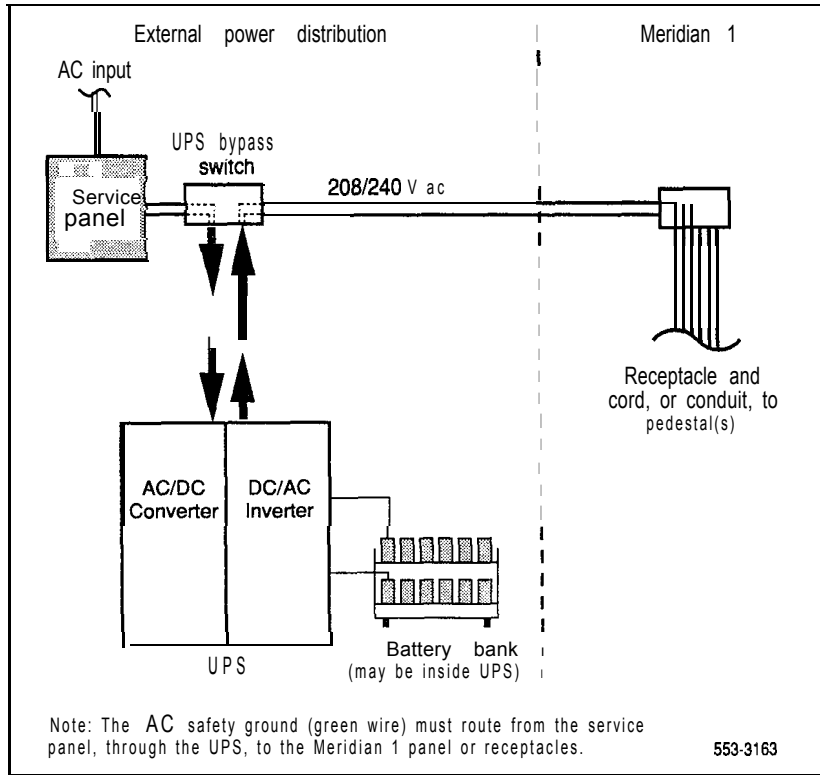 External power distribution
Meridian 1
AC input
UPS bypass
switch
Service
panel
208/240 V ac
Receptacle and
cord, or conduit, to
pedestal(s)
AC/DC
Converter
DC/AC
Inverter
Battery bank
(may be inside UPS)
UPS
Note: The AC safety ground (green wire) must route from the service
panel, through the UPS, to the Meridian 1 panel or receptacles.
553-3163